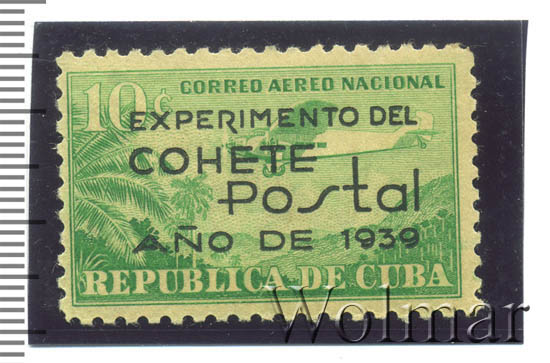 CORREO AEREO NACIONAL
10¢
EXPERIMENTO DEL
COHETE
Postal
AÑO DE 1939
REPUBLICA DE CUBA
Wolmar